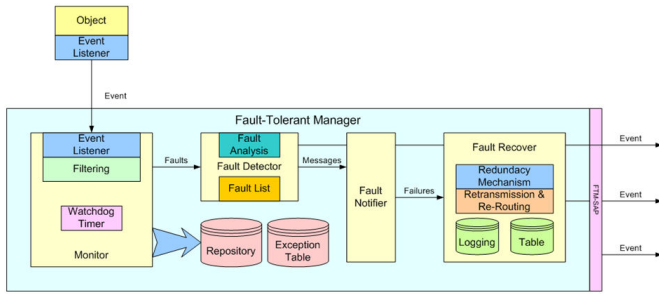 Object
Event
Listener
Event
Fault-Tolerant Manager
Event
Listener
Filtering
Watchdog
Timer
Monitor
Faults
Fault
Analysis
Fault Detector
Fault List
Messages
Repository
Exception
Table
Fault
Notifier
Failures
Fault Recover
Redundacy
Mechanism
Retransmission &
Re-Routing
Logging
Table
FTM-SAP
Event
Event
Event